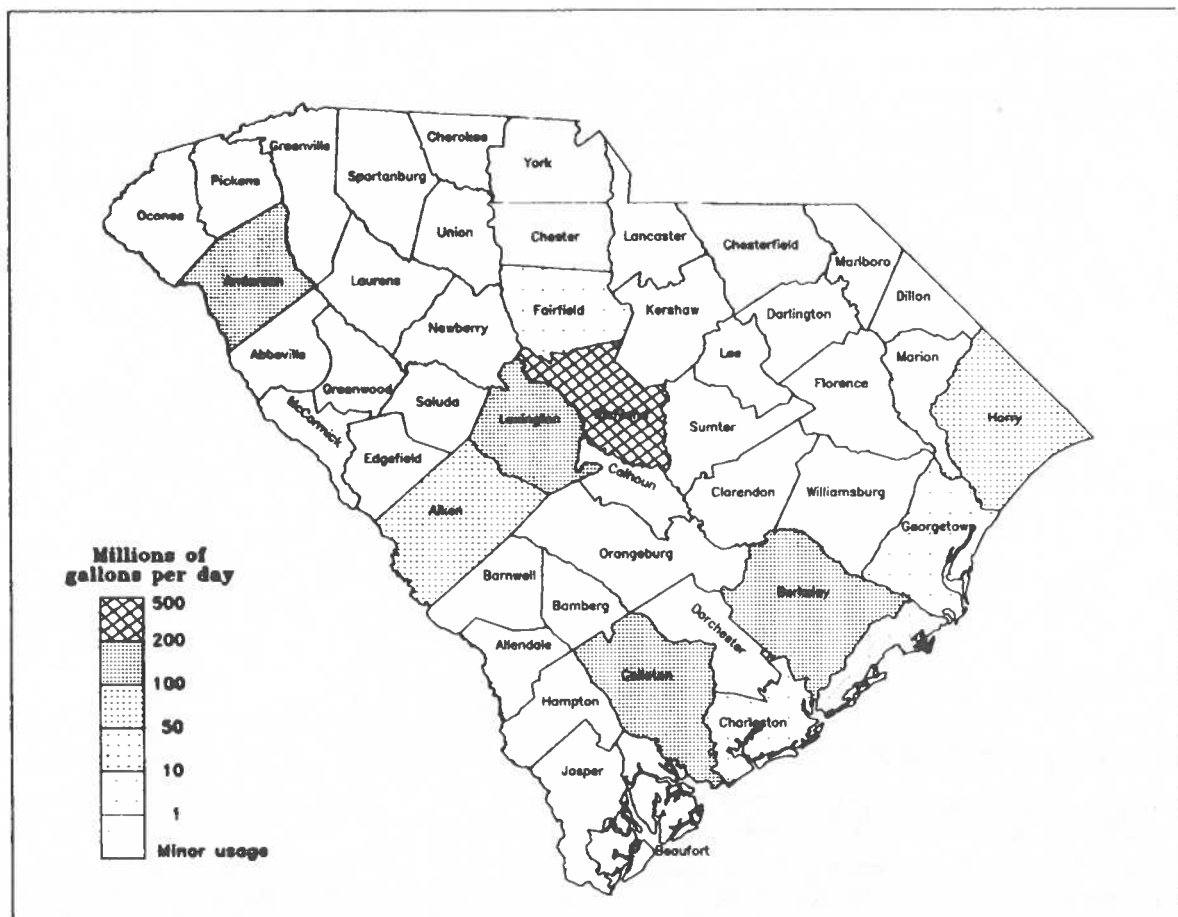 Cherokee
Greenville
York
Pickens
Spartanburg
Oconee
Union
Chester
Lancaster
Chesterfield
Marlboro
Anderson
Laurens
Dillon
Fairfield
Kershaw
Darlington
Newberry
Abbeville
Lee
Marion
Greenwood
Florence
Saluda
McCormick
Lexington
Horry
Sumter
Edgefield
Calhoun
Clarendon
Williamsburg
Aiken
Georgetown
Orangeburg
Barnwell
Berkeley
Bamberg
Dorchester
Allendale
Colleton
Hampton
Charleston
Jasper
Beaufort
Millions of
gallons per day
500
200
100
50
10
1
Minor usage